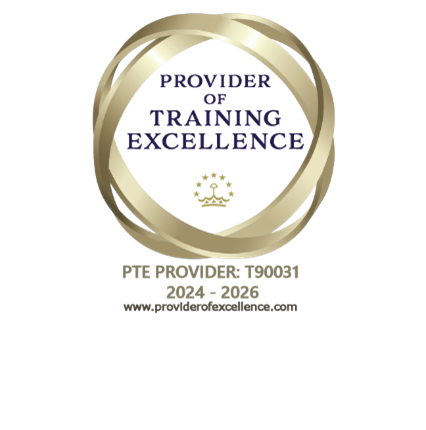 PROVIDER
OF
TRAINING
EXCELLENCE
PTE PROVIDER: T90031
2024 - 2026
www.providerofexcellence.com